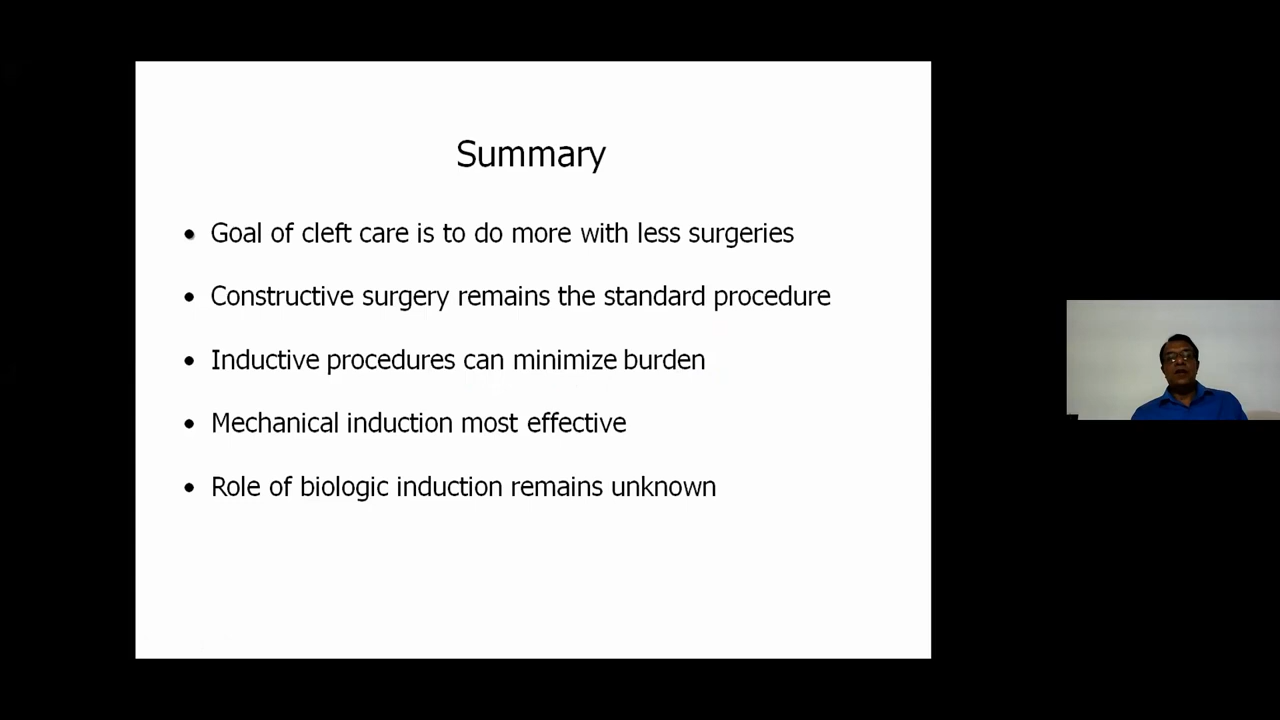 Summary
• Goal of cleft care is to do more with less surgeries
• Constructive surgery remains the standard procedure
• Inductive procedures can minimize burden
• Mechanical induction most effective
• Role of biologic induction remains unknown